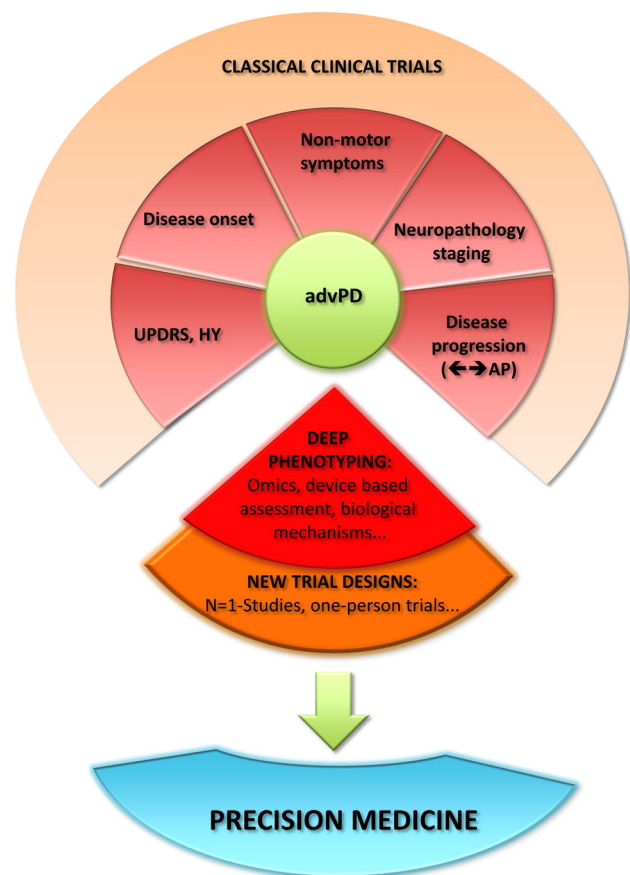 CLASSICAL CLINICAL TRIALS
Non-motor
symptoms
Disease onset
Neuropathology
staging
advPD
UPDRS, HY
Disease
progression
(←→AP)
DEEP
PHENOTYPING:
Omics, device based
assessment, biological
mechanisms...
NEW TRIAL DESIGNS:
N=1-Studies, one-person trials...
PRECISION MEDICINE